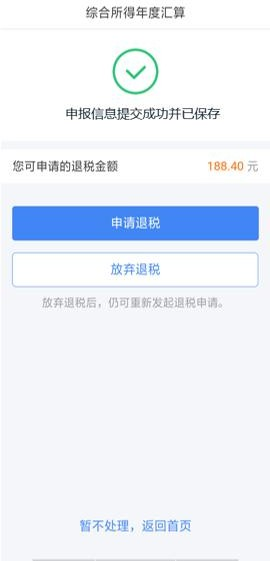 综合所得年度汇算
申报信息提交成功并已保存
您可申请的退税金额 188.40 元
申请退税
放弃退税
放弃退税后，仍可重新发起退税申请。
暂不处理，返回首页